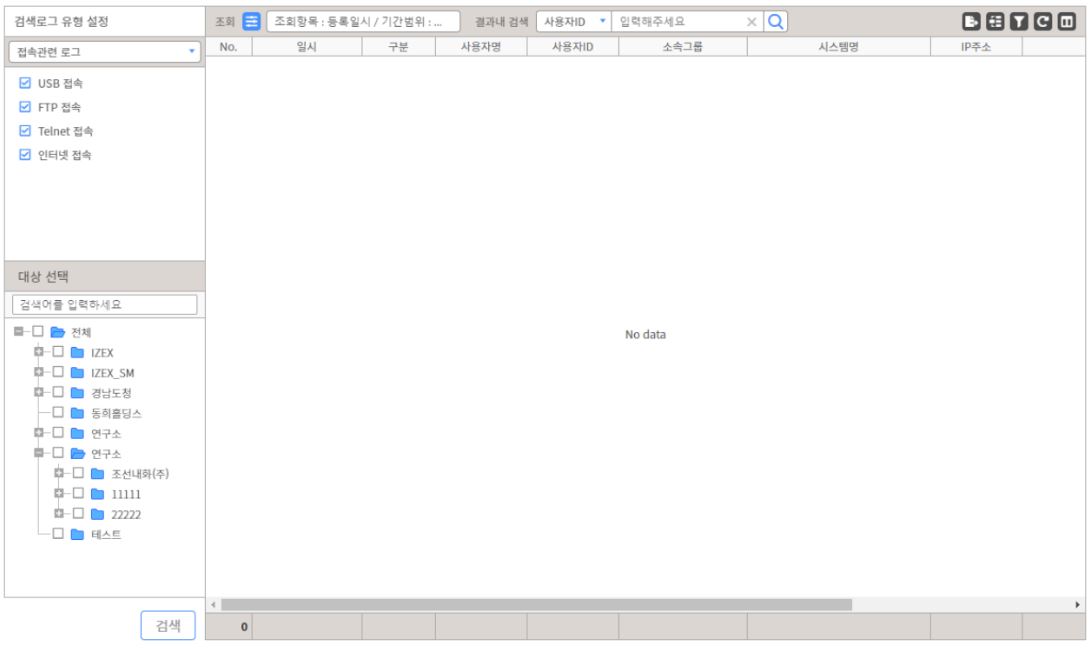 검색로그 유형 설정
접속관련 로그
USB 접속
FTP 접속
Telnet 접속
인터넷 접속
대상 선택
검색어를 입력하세요
전체
IZEX
IZEX_SM
경남도청
동희홀딩스
연구소
연구소
조선내화(주)
11111
22222
테스트
검색
조회 조회항목 : 등록일시 / 기간범위 : ... 결과내 검색 사용자ID 입력해주세요
No. 일시 구분 사용자명 사용자ID 소속그룹 시스템명 IP주소
No data
0